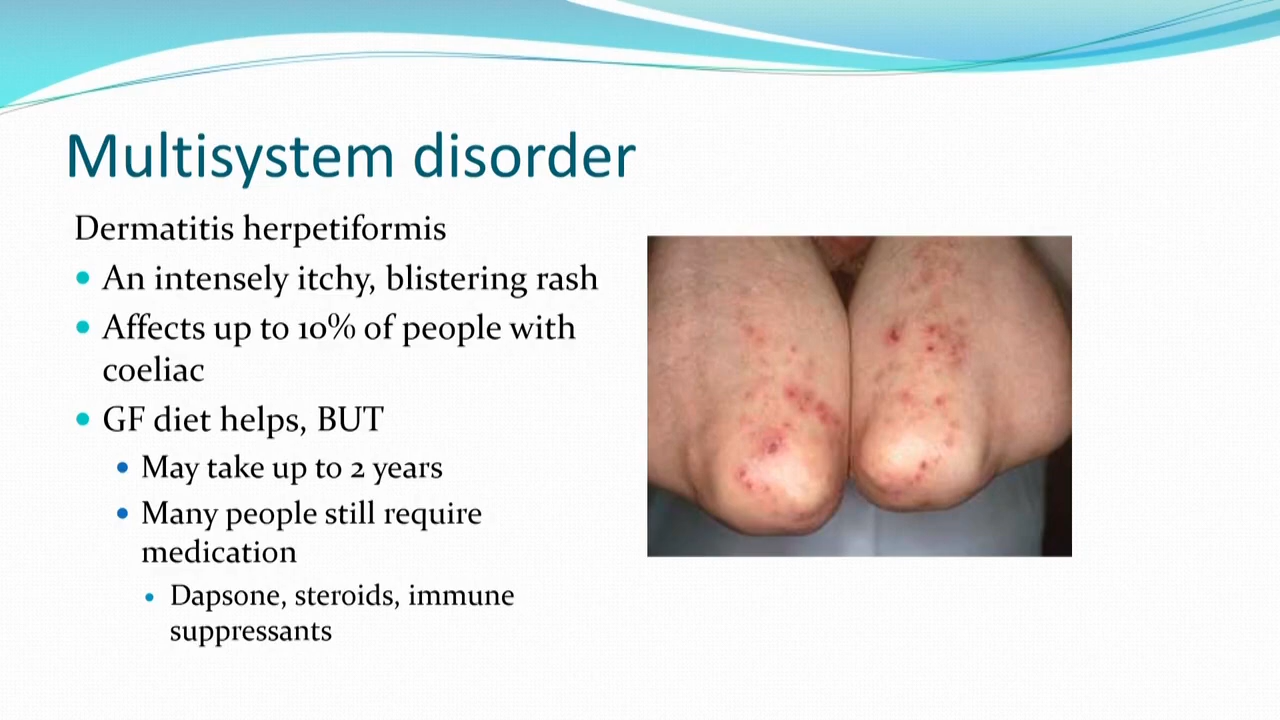 Multisystem disorder
Dermatitis herpetiformis
An intensely itchy, blistering rash
Affects up to 10% of people with
coeliac
GF diet helps, BUT
May take up to 2 years
Many people still require
medication
Dapsone, steroids, immune
suppressants